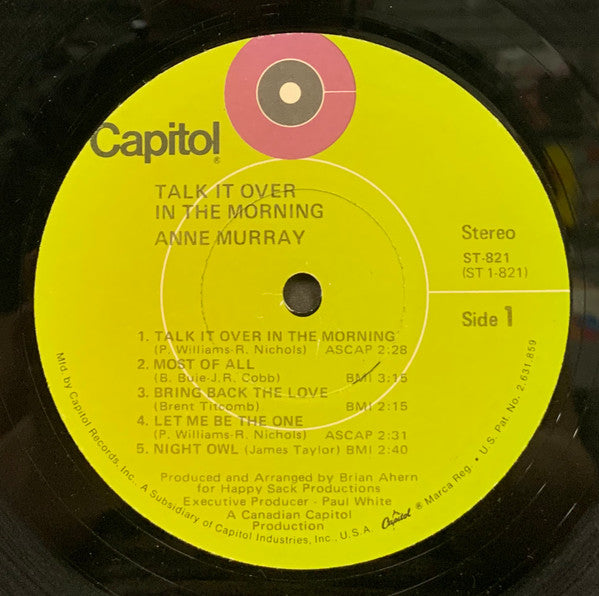 Capitol®
TALK IT OVER
IN THE MORNING
ANNE MURRAY
Stereo
ST-821
(ST 1-821)
Side 1
1. TALK IT OVER IN THE MORNING
(P. Williams-R. Nichols) ASCAP 2:28
2. MOST OF ALL
(B. Buie-J.R. Cobb) BMI 3:15
3. BRING BACK THE LOVE
(Brent Titcomb) BMI 2:15
4. LET ME BE THE ONE
(P. Williams-R. Nichols) ASCAP 2:31
5. NIGHT OWL (James Taylor) BMI 2:40
Produced and Arranged by Brian Ahern
for Happy Sack Productions
Executive Producer - Paul White
A Canadian Capitol
Production
Mfd. by Capitol Records, Inc., A Subsidiary of Capitol Industries, Inc., U.S.A. Capitol ® Marca Reg. • U.S. Pat. No. 2,631,859